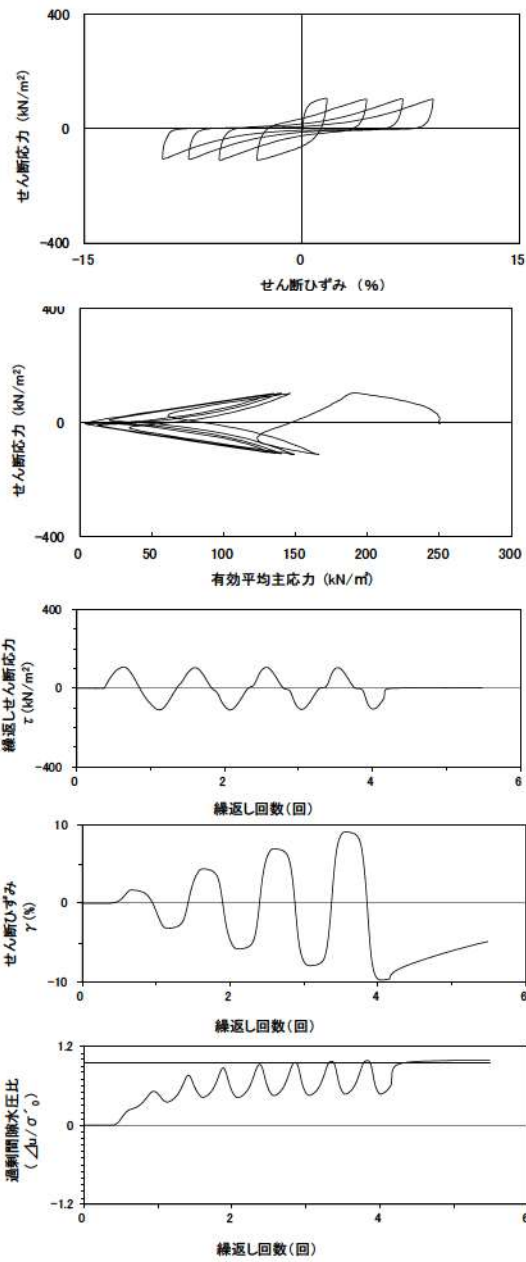 400
0
-400
せん断応力 (kN/m²)
-15 0 15
せん断ひずみ (%)
400
0
-400
せん断応力 (kN/m²)
0 50 100 150 200 250 300
有効平均主応力 (kN/㎡)
400
0
-400
繰返しせん断応力
τ(kN/m²)
0 2 4 6
繰返し回数(回)
10
0
-10
せん断ひずみ
γ(%)
0 2 4 6
繰返し回数(回)
1.2
0
-1.2
過剰間隙水圧比
(⊿u/σ'₀)
0 2 4 6
繰返し回数(回)